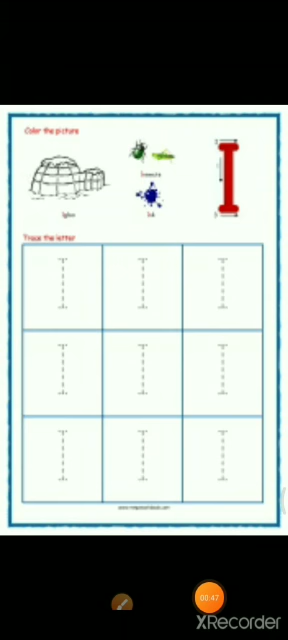 Color the picture
I
Insects
Igloo
Ink
Trace the letter
I I I
I I I
I I I
00:47
XRecorder